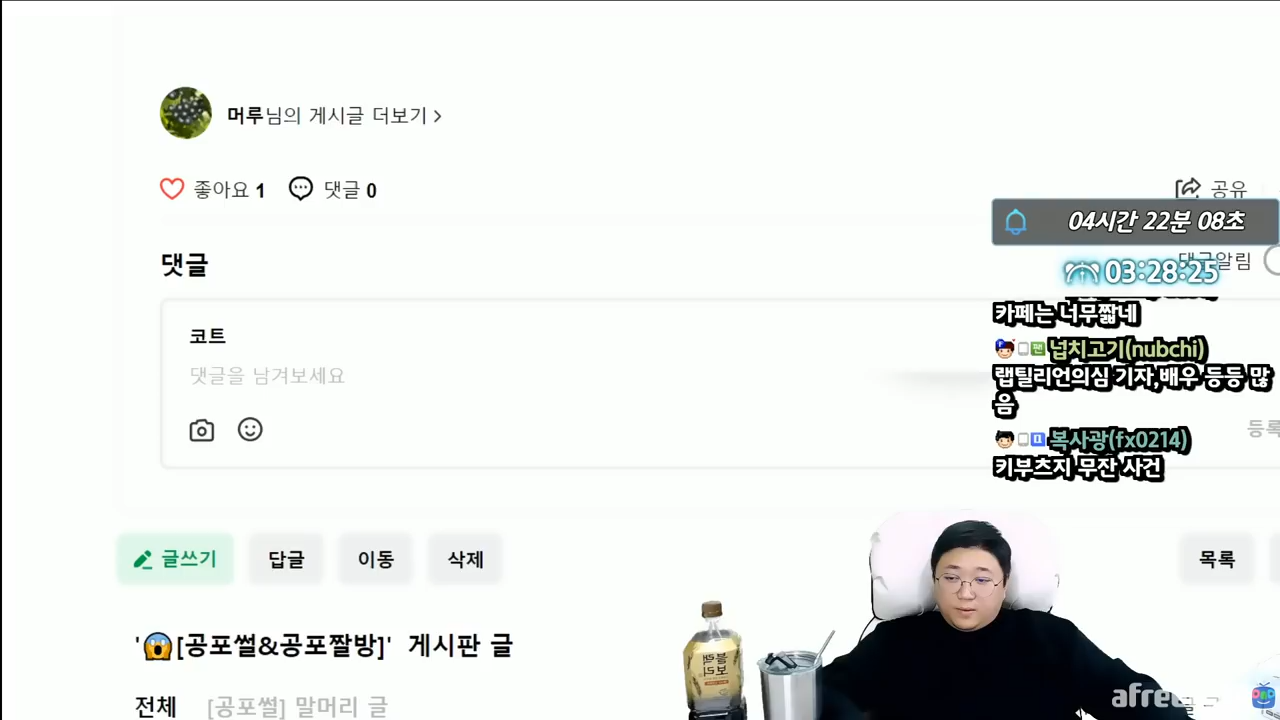 머루님의 게시글 더보기 >
좋아요 1 댓글 0
공유
04시간 22분 08초
댓글
댓글알림
03:28:25
카페는 너무짧네
코트
넙치고기(nubchi)
댓글을 남겨보세요
랩틸리언의심 기자,배우 등등 많
음
등록
복사광(fx0214)
키부츠지 무잔 사건
글쓰기 답글 이동 삭제
목록
'😱[공포썰&공포짤방]' 게시판 글
블랙
보리
전체 [공포썰] 말머리 글